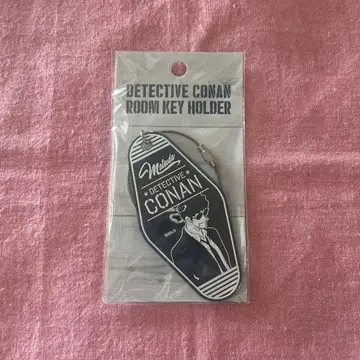 DETECTIVE CONAN
ROOM KEY HOLDER
DETECTIVE
CONAN